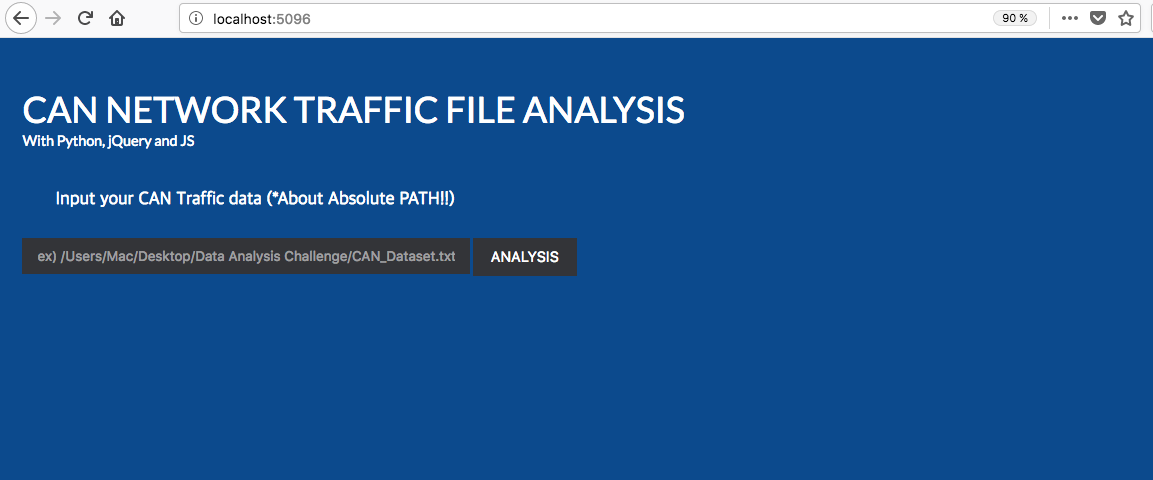 localhost:5096
90 %
CAN NETWORK TRAFFIC FILE ANALYSIS
With Python, jQuery and JS
Input your CAN Traffic data (*About Absolute PATH!!)
ex) /Users/Mac/Desktop/Data Analysis Challenge/CAN_Dataset.txt
ANALYSIS